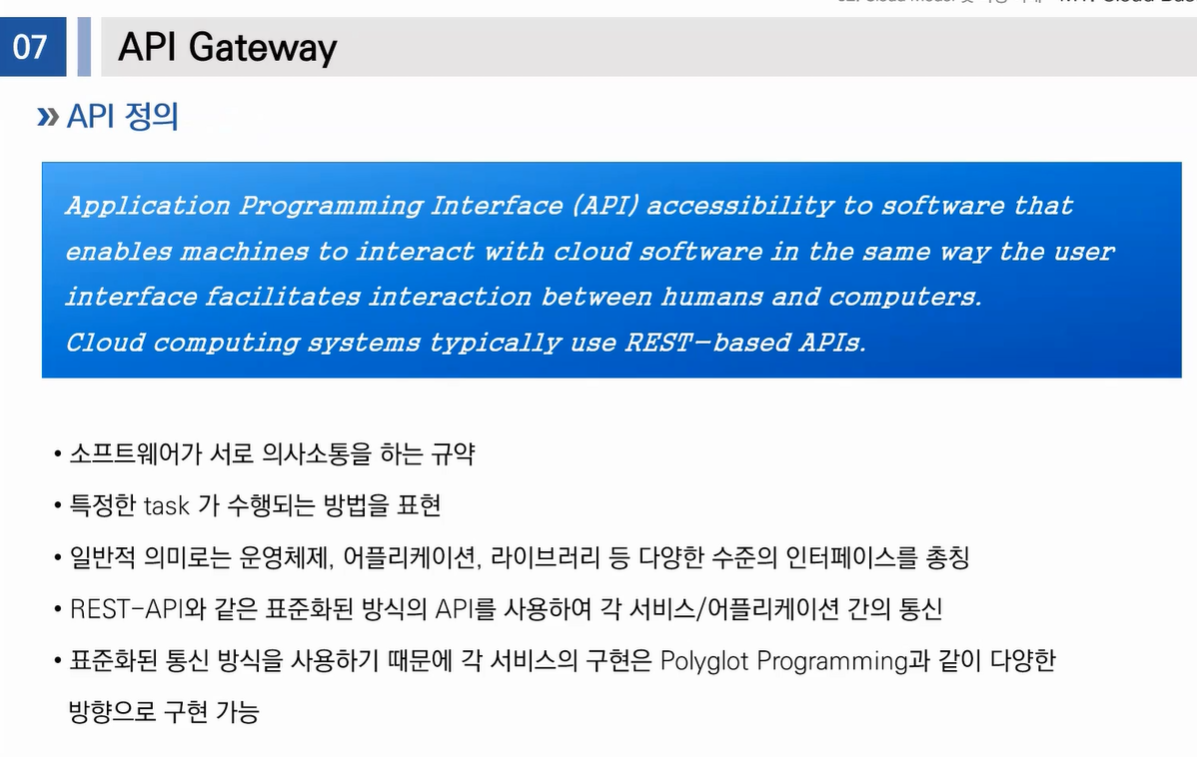 07
API Gateway
API 정의
Application Programming Interface (API) accessibility to software that
enables machines to interact with cloud software in the same way the user
interface facilitates interaction between humans and computers.
Cloud computing systems typically use REST-based APIs.
• 소프트웨어가 서로 의사소통을 하는 규약
• 특정한 task 가 수행되는 방법을 표현
• 일반적 의미로는 운영체제, 어플리케이션, 라이브러리 등 다양한 수준의 인터페이스를 총칭
• REST-API와 같은 표준화된 방식의 API를 사용하여 각 서비스/어플리케이션 간의 통신
• 표준화된 통신 방식을 사용하기 때문에 각 서비스의 구현은 Polyglot Programming과 같이 다양한
방향으로 구현 가능